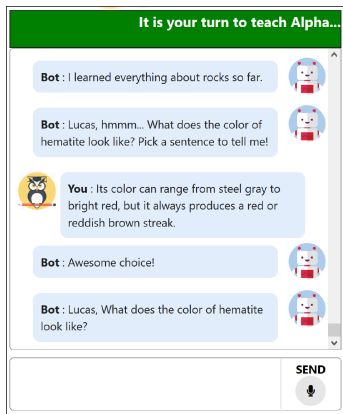 It is your turn to teach Alpha...
Bot : I learned everything about rocks so far.
Bot : Lucas, hmmm... What does the color of
hematite look like? Pick a sentence to tell me!
You : Its color can range from steel gray to
bright red, but it always produces a red or
reddish brown streak.
Bot : Awesome choice!
Bot : Lucas, What does the color of hematite
look like?
SEND